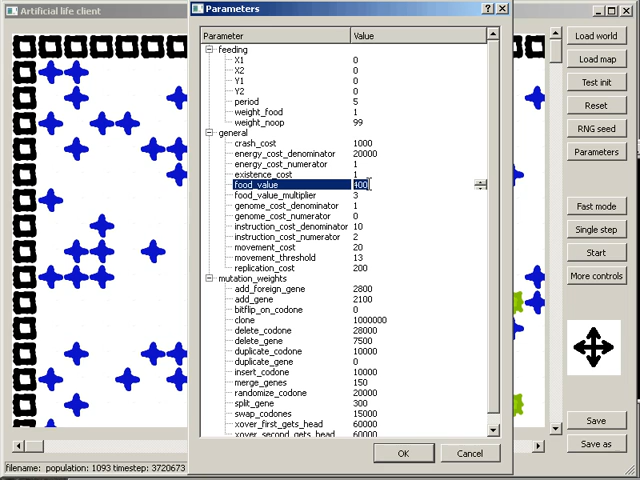 Artificial life client
Parameters
Parameter Value
feeding
X1 0
X2 0
Y1 0
Y2 0
period 5
weight_food 1
weight_noop 99
general
crash_cost 1000
energy_cost_denominator 20000
energy_cost_numerator 1
existence_cost 1
food_value 400
food_value_multiplier 3
genome_cost_denominator 1
genome_cost_numerator 0
instruction_cost_denominator 10
instruction_cost_numerator 2
movement_cost 20
movement_threshold 13
replication_cost 200
mutation_weights
add_foreign_gene 2800
add_gene 2100
bitflip_on_codone 0
clone 1000000
delete_codone 28000
delete_gene 7500
duplicate_codone 10000
duplicate_gene 0
insert_codone 10000
merge_genes 150
randomize_codone 20000
split_gene 300
swap_codones 15000
xover_first_gets_head 60000
xover_second_gets_head 60000
OK Cancel
Load world
Load map
Test init
Reset
RNG seed
Parameters
Fast mode
Single step
Start
More controls
Save
Save as
filename: population: 1093 timestep: 3720673